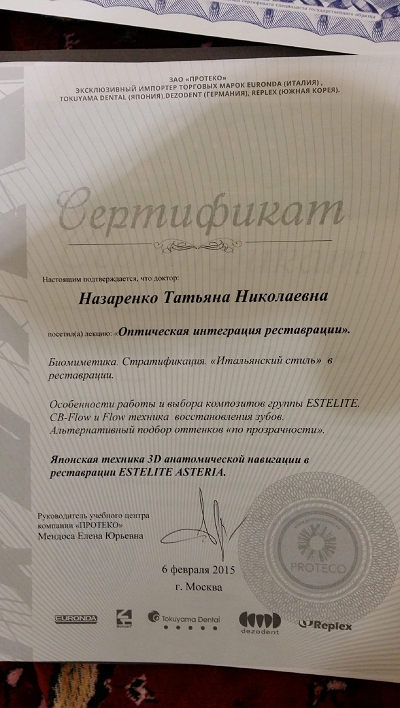 ЗАО «ПРОТЕКО»
ЭКСКЛЮЗИВНЫЙ ИМПОРТЕР ТОРГОВЫХ МАРОК EURONDA (ИТАЛИЯ) ,
TOKUYAMA DENTAL (ЯПОНИЯ),DEZODENT (ГЕРМАНИЯ), REPLEX (ЮЖНАЯ КОРЕЯ).
Сертификат
Настоящим подтверждается, что доктор:
Назаренко Татьяна Николаевна
посетил(а) лекцию: «Оптическая интеграция реставрации».
Биомиметика. Стратификация. «Итальянский стиль» в
реставрации.
Особенности работы и выбора композитов группы ESTELITE.
CB-Flow и Flow техника восстановления зубов.
Альтернативный подбор оттенков «по прозрачности».
Японская техника 3D анатомической навигации в
реставрации ESTELITE ASTERIA.
Руководитель учебного центра
компании «ПРОТЕКО»
Мендоса Елена Юрьевна
PROTECO
6 февраля 2015
г. Москва
EURONDA
Tokuyama Dental
dezodent
Replex